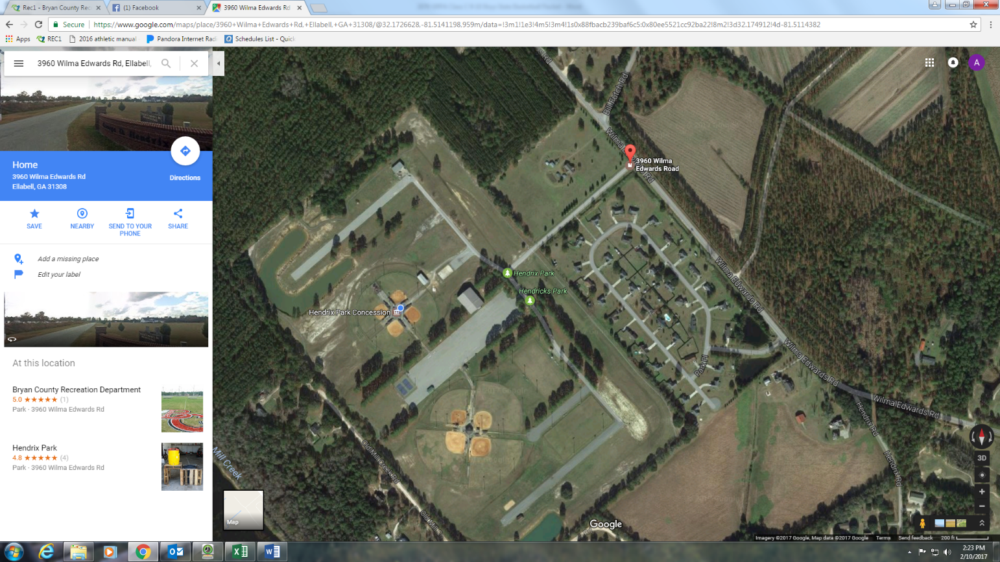 Rec1 - Bryan County Rec
(1) Facebook
3960 Wilma Edwards Rd
Secure
https://www.google.com/maps/place/3960+Wilma+Edwards+Rd,+Ellabell,+GA+31308/@32.1726628,-81.5141198,959m/data=!3m1!1e3!4m5!3m4!1s0x88fbacb239baf6c5:0x80ee5521cc92ba22!8m2!3d32.174912!4d-81.5114382
Apps
REC1
2016 athletic manual
Pandora Internet Radi
Schedules List - Quick
3960 Wilma Edwards Rd, Ellabell,
A
Home
3960 Wilma Edwards Rd
Ellabell, GA 31308
Directions
SAVE
NEARBY
SEND TO YOUR
PHONE
SHARE
Add a missing place
Edit your label
At this location
Bryan County Recreation Department
5.0 ★★★★★ (1)
Park · 3960 Wilma Edwards Rd
Hendrix Park
4.8 ★★★★★ (4)
Park · 3960 Wilma Edwards Rd
Bill Futch Rd
3960 Wilma
Edwards Road
Hendrix Park
Hendricks Park
Hendrix Park Concession
Wilma Edwards Rd
Wilma Edwards Rd
Wilma Edwards Rd
Park Pl
Hendrix Rd
Hendrix Rd
Old Mill Creek Rd
Mill Creek
Map
Google
3D
Imagery ©2017 Google, Map data ©2017 Google
Terms
Send feedback
200 ft
2:23 PM
2/10/2017